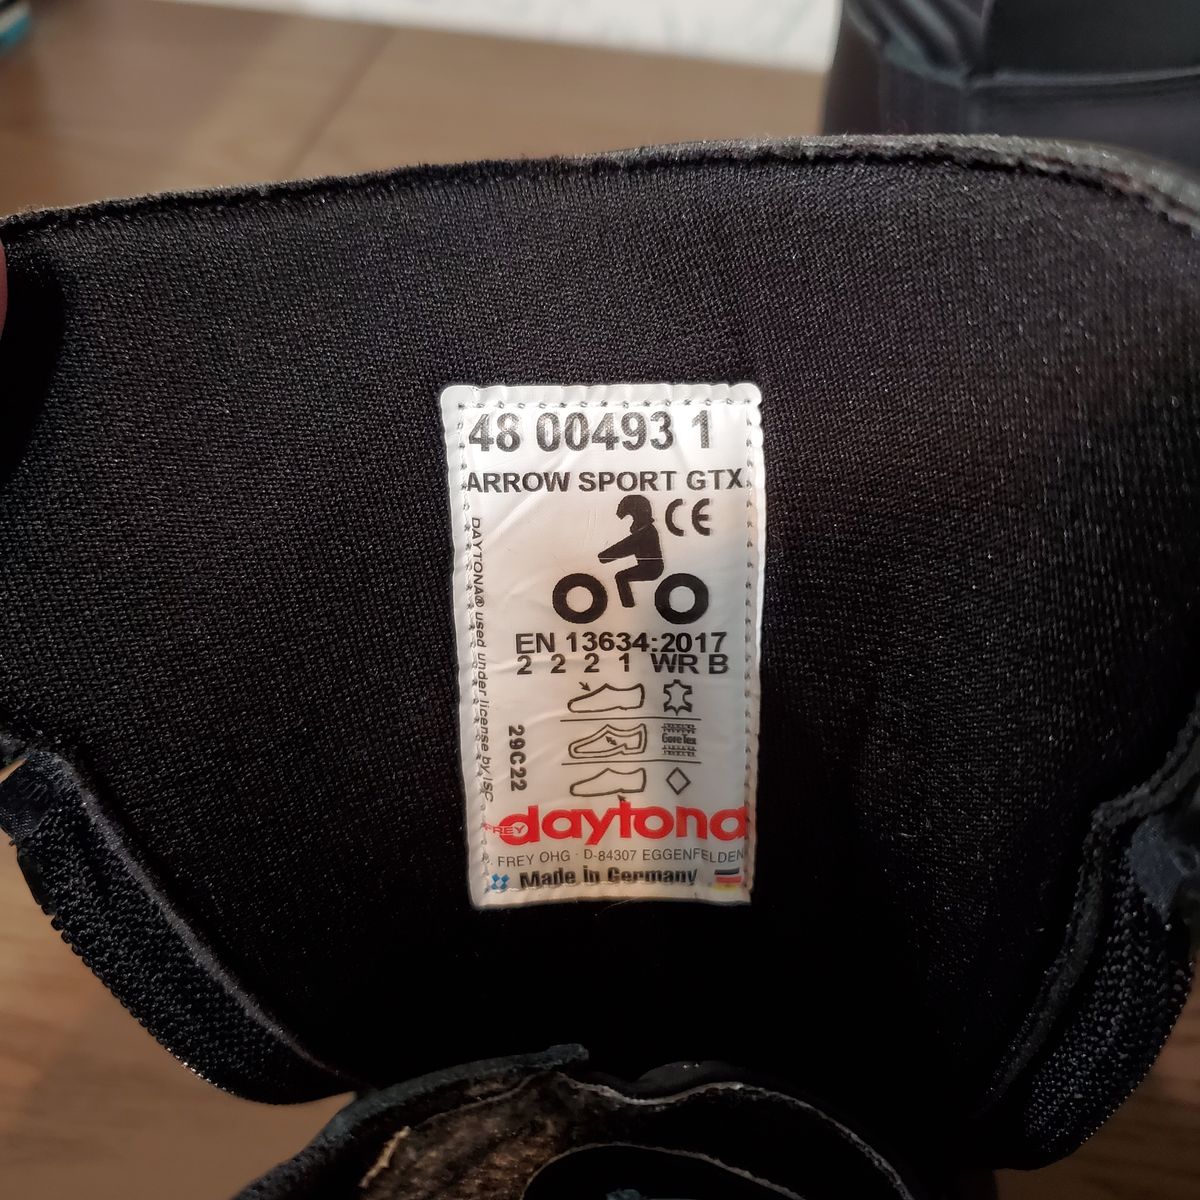 48 00493 1
ARROW SPORT GTX
CE
DAYTONA® used under license by ISC
EN 13634:2017
2 2 2 1 WR B
Gore Tex
29C22
FREY daytona
FREY OHG · D-84307 EGGENFELDEN
Made in Germany